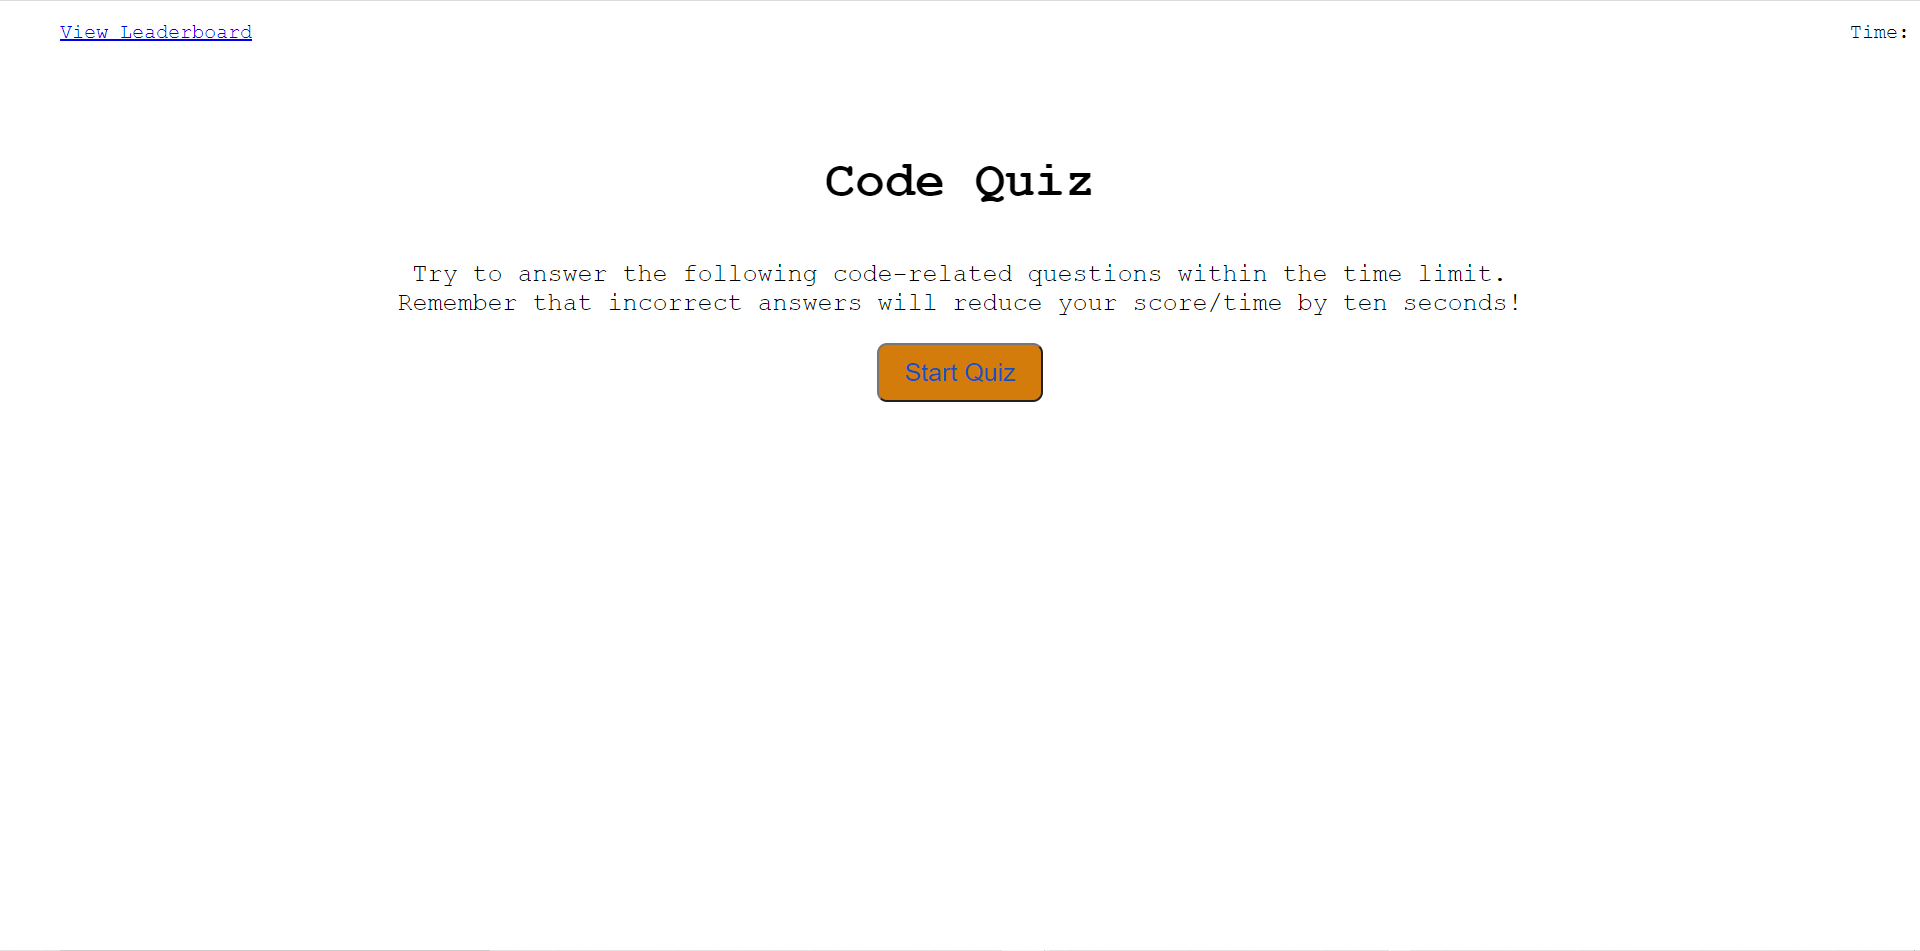 View Leaderboard
Time:
Code Quiz
Try to answer the following code-related questions within the time limit.
Remember that incorrect answers will reduce your score/time by ten seconds!
Start Quiz